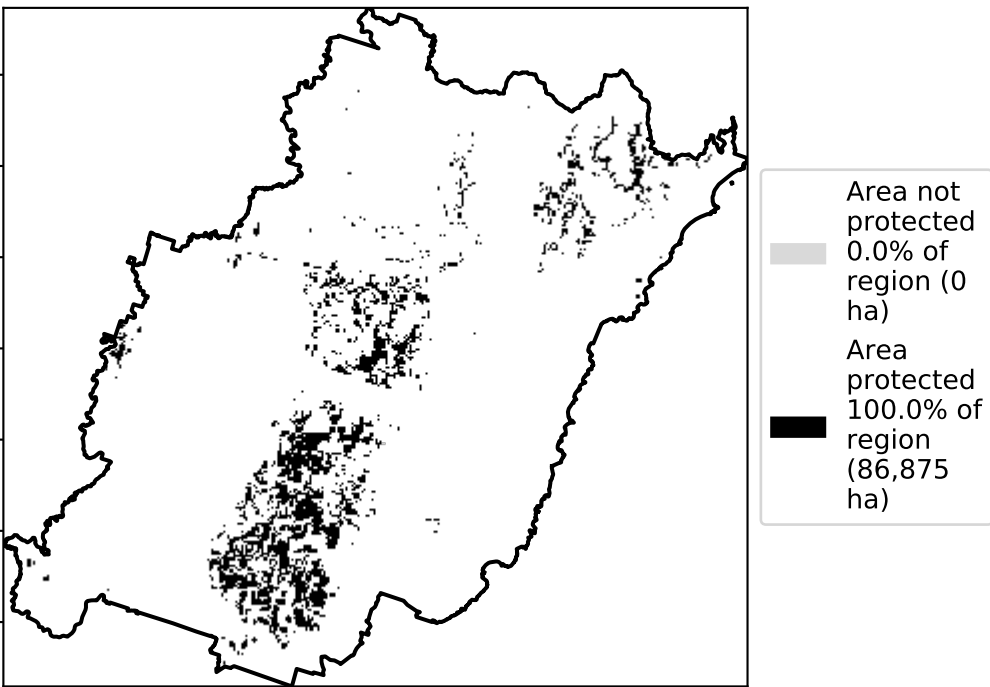 Area not
protected
0.0% of
region (0
ha)
Area
protected
100.0% of
region
(86,875
ha)